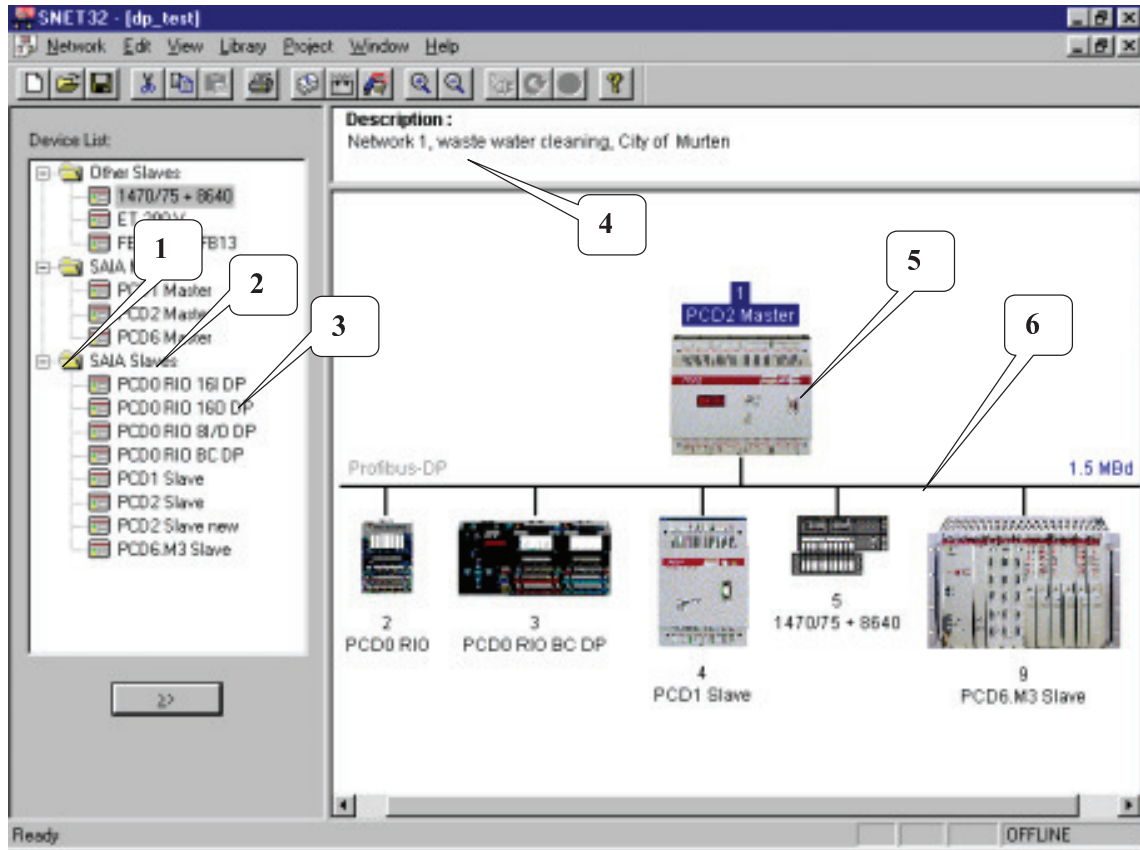 SNET32 - [dp_test]
Network Edit View Library Project Window Help
Device List:
Other Slaves
1470/75 + 8640
FB13
SAIA
Master
PCD2 Master
PCD6 Master
SAIA Slaves
PCD0 RIO 16I DP
PCD0 RIO 16O DP
PCD0 RIO 8I/O DP
PCD0 RIO BC DP
PCD1 Slave
PCD2 Slave
PCD2 Slave new
PCD6.M3 Slave
>>
1
2
3
Description :
Network 1, waste water cleaning, City of Murten
4
5
6
1
PCD2 Master
Profibus-DP
1.5 MBd
2
PCD0 RIO
3
PCD0 RIO BC DP
4
PCD1 Slave
5
1470/75 + 8640
9
PCD6.M3 Slave
Ready
OFFLINE